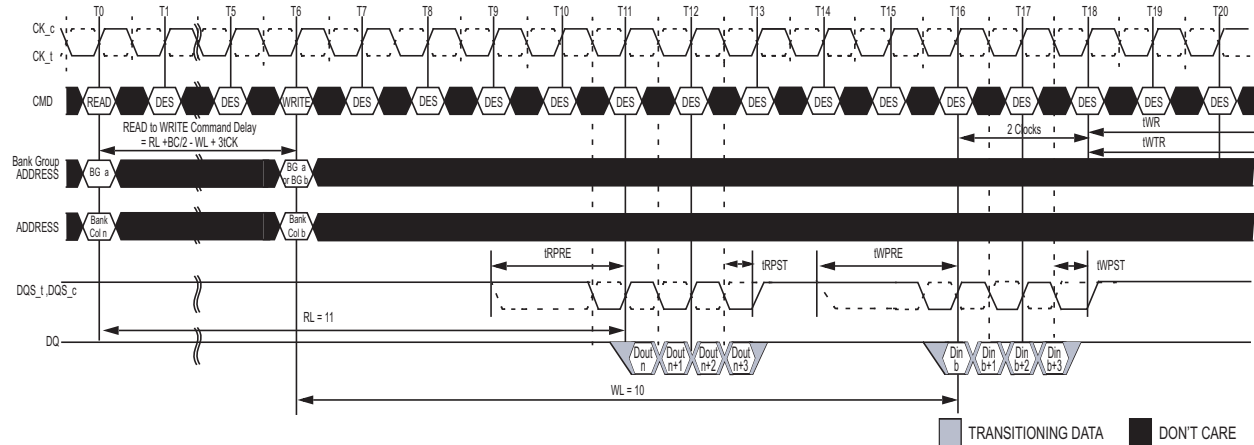 T0 T1 T5 T6 T7 T8 T9 T10 T11 T12 T13 T14 T15 T16 T17 T18 T19 T20
CK_c
CK_t
CMD
READ DES DES WRITE DES DES DES DES DES DES DES DES DES DES DES DES DES DES
READ to WRITE Command Delay
= RL +BC/2 - WL + 3tCK
2 Clocks
tWR
tWTR
Bank Group
ADDRESS
BG a
BG a
or BG b
ADDRESS
Bank
Col n
Bank
Col b
tRPRE
tRPST
tWPRE
tWPST
DQS_t ,DQS_c
RL = 11
DQ
Dout
n
Dout
n+1
Dout
n+2
Dout
n+3
Din
b
Din
b+1
Din
b+2
Din
b+3
WL = 10
TRANSITIONING DATA
DON'T CARE